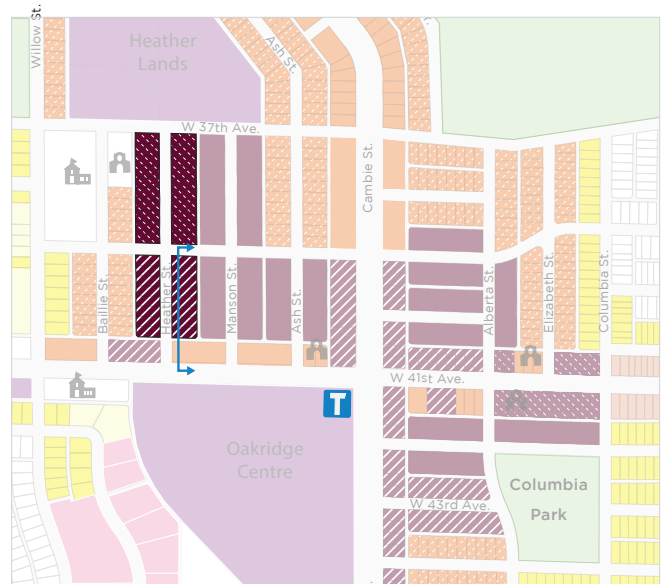 Willow St.
Heather
Lands
Ash St.
r.
W 37th Ave.
Cambie St.
Baillie St.
Heather St.
Manson St.
Ash St.
Alberta St.
Elizabeth St.
Columbia St.
W 41st Ave.
T
Oakridge
Centre
Columbia
Park
W 43rd Ave.